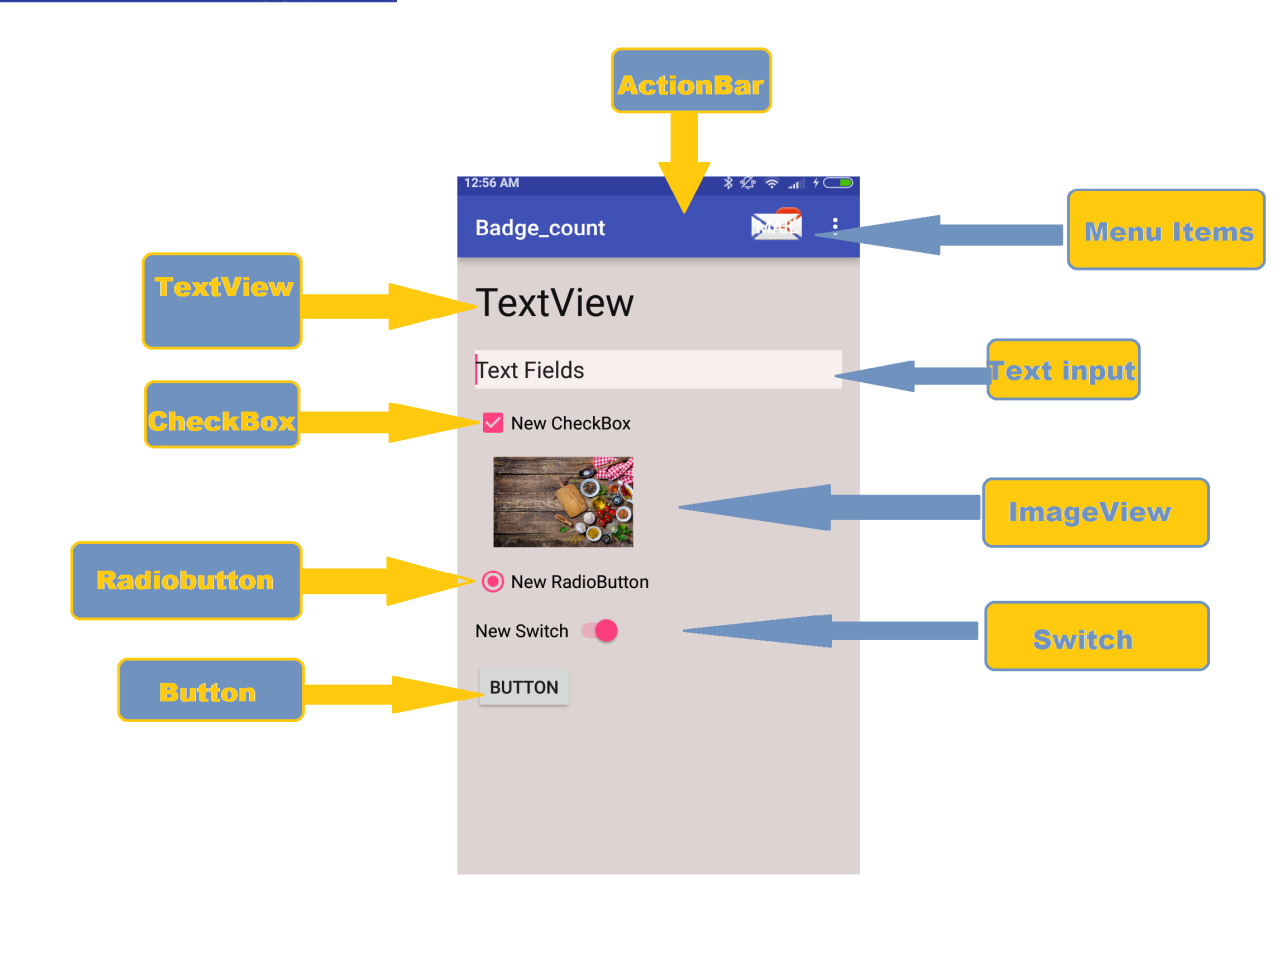 ActionBar
12:56 AM
Badge_count
MAIL
Menu Items
TextView
TextView
Text Fields
Text input
CheckBox
New CheckBox
ImageView
Radiobutton
New RadioButton
New Switch
Switch
Button
BUTTON